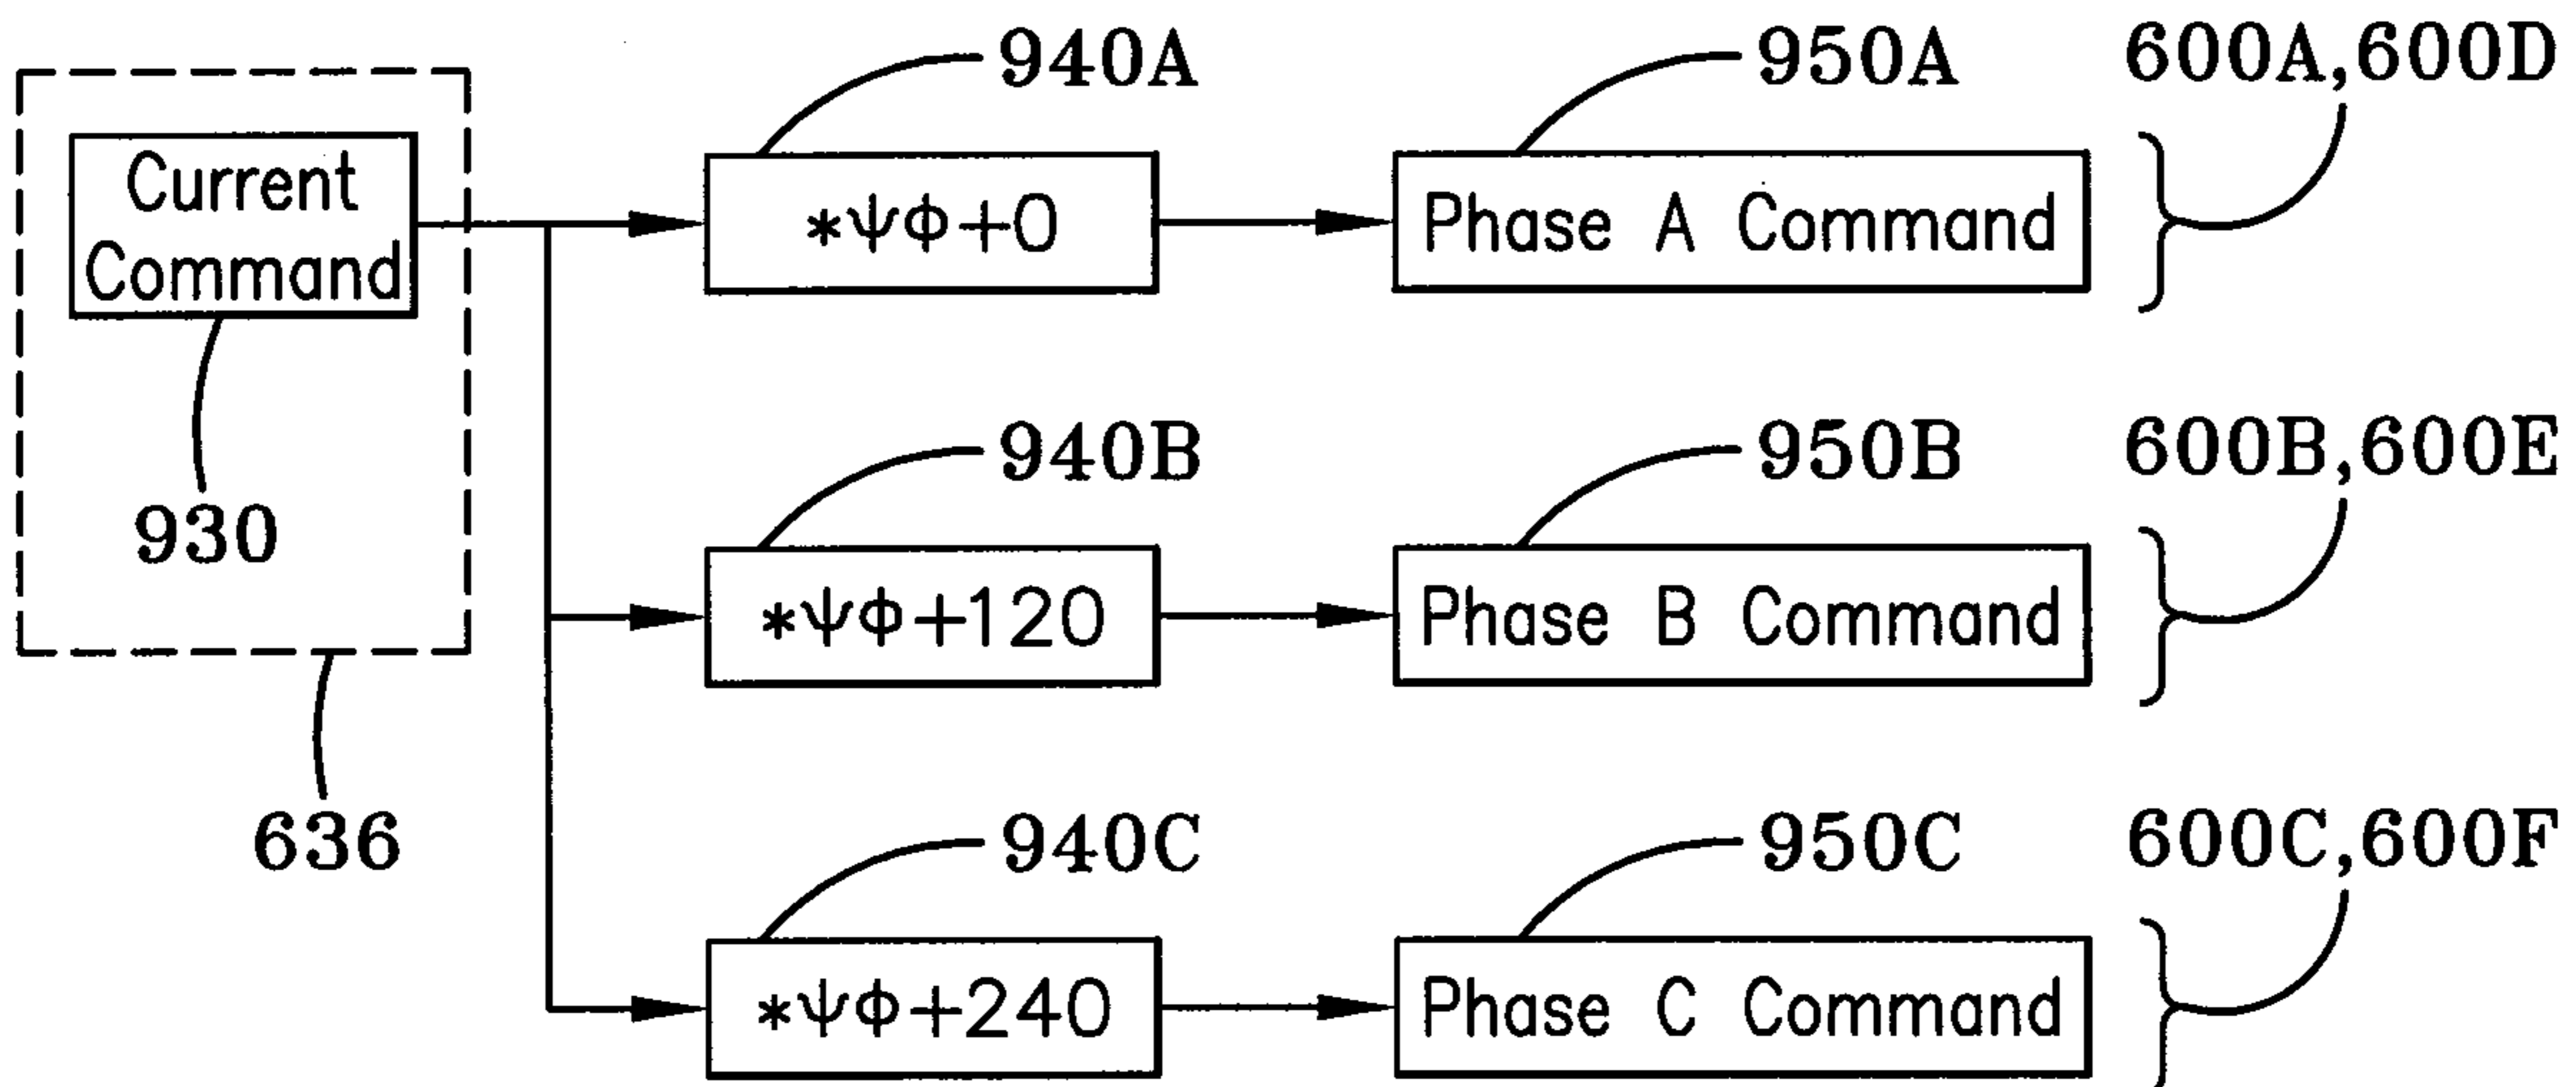 940A
950A
600A,600D
Current
Command
*ψΦ+0
Phase A Command
930
940B
950B
600B,600E
*ψΦ+120
Phase B Command
636
940C
950C
600C,600F
*ψΦ+240
Phase C Command